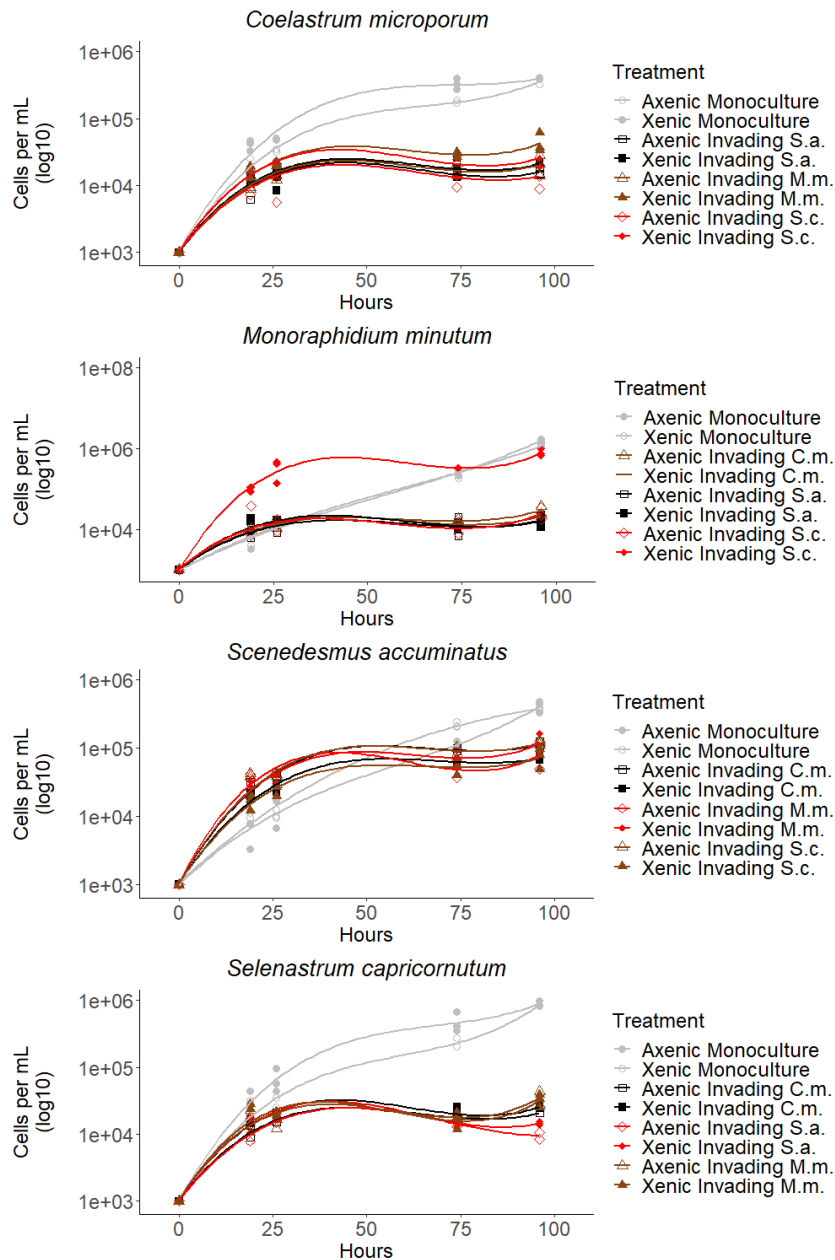 Coelastrum microporum
1e+06
1e+05
1e+04
1e+03
Cells per mL
(log10)
0 25 50 75 100
Hours
Treatment
Axenic Monoculture
Xenic Monoculture
Axenic Invading S.a.
Xenic Invading S.a.
Axenic Invading M.m.
Xenic Invading M.m.
Axenic Invading S.c.
Xenic Invading S.c.
Monoraphidium minutum
1e+08
1e+06
1e+04
Cells per mL
(log10)
0 25 50 75 100
Hours
Treatment
Axenic Monoculture
Xenic Monoculture
Axenic Invading C.m.
Xenic Invading C.m.
Axenic Invading S.a.
Xenic Invading S.a.
Axenic Invading S.c.
Xenic Invading S.c.
Scenedesmus accuminatus
1e+06
1e+05
1e+04
1e+03
Cells per mL
(log10)
0 25 50 75 100
Hours
Treatment
Axenic Monoculture
Xenic Monoculture
Axenic Invading C.m.
Xenic Invading C.m.
Axenic Invading M.m.
Xenic Invading M.m.
Axenic Invading S.c.
Xenic Invading S.c.
Selenastrum capricornutum
1e+06
1e+05
1e+04
1e+03
Cells per mL
(log10)
0 25 50 75 100
Hours
Treatment
Axenic Monoculture
Xenic Monoculture
Axenic Invading C.m.
Xenic Invading C.m.
Axenic Invading S.a.
Xenic Invading S.a.
Axenic Invading M.m.
Xenic Invading M.m.